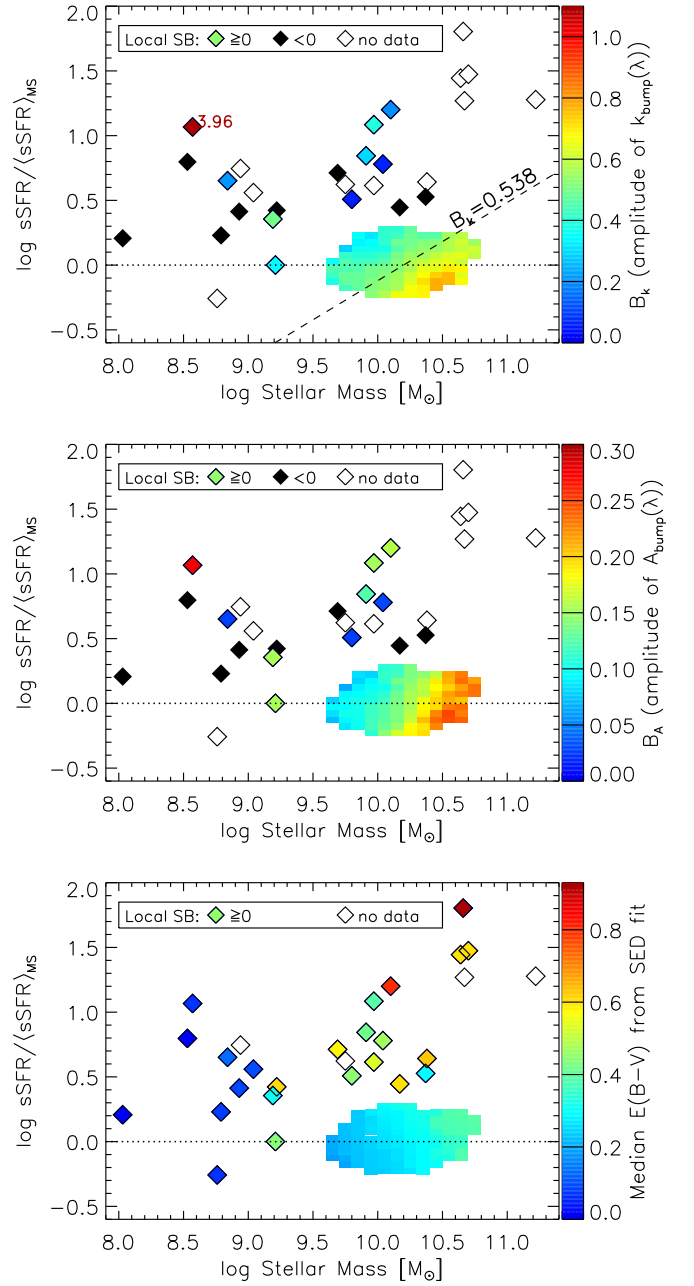 Local SB: ≧0 <0 no data
2.0
1.5
1.0
0.5
0.0
−0.5
3.96
B_k=0.538
log sSFR/⟨sSFR⟩_MS
8.0 8.5 9.0 9.5 10.0 10.5 11.0
log Stellar Mass [M_⊙]
1.0
0.8
0.6
0.4
0.2
0.0
B_k (amplitude of k_bump(λ))
Local SB: ≧0 <0 no data
2.0
1.5
1.0
0.5
0.0
−0.5
log sSFR/⟨sSFR⟩_MS
8.0 8.5 9.0 9.5 10.0 10.5 11.0
log Stellar Mass [M_⊙]
0.30
0.25
0.20
0.15
0.10
0.05
0.00
B_A (amplitude of A_bump(λ))
Local SB: ≧0 no data
2.0
1.5
1.0
0.5
0.0
−0.5
log sSFR/⟨sSFR⟩_MS
8.0 8.5 9.0 9.5 10.0 10.5 11.0
log Stellar Mass [M_⊙]
0.8
0.6
0.4
0.2
0.0
Median E(B−V) from SED fit